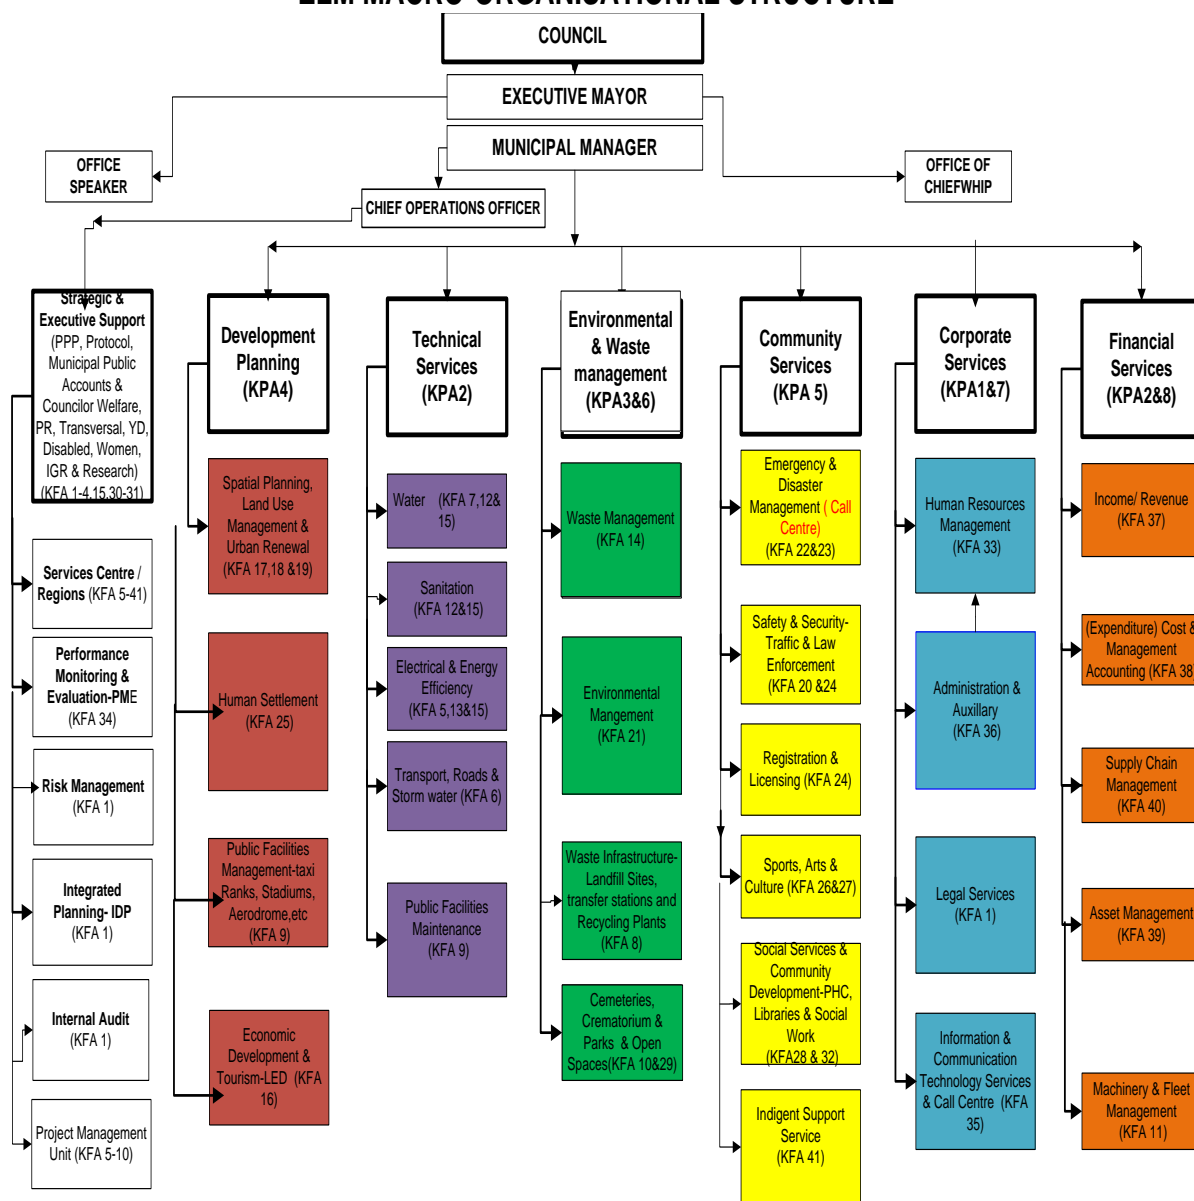 ELM MACRO ORGANISATIONAL STRUCTURE
COUNCIL
EXECUTIVE MAYOR
MUNICIPAL MANAGER
OFFICE
SPEAKER
OFFICE OF
CHIEFWHIP
CHIEF OPERATIONS OFFICER
Strategic &
Executive Support
(PPP, Protocol,
Municipal Public
Accounts &
Councilor Welfare,
PR, Transversal, YD,
Disabled, Women,
IGR & Research)
(KFA 1-4,15,30-31)
Services Centre /
Regions (KFA 5-41)
Performance
Monitoring &
Evaluation-PME
(KFA 34)
Risk Management
(KFA 1)
Integrated
Planning- IDP
(KFA 1)
Internal Audit
(KFA 1)
Project Management
Unit (KFA 5-10)
Development
Planning
(KPA4)
Spatial Planning,
Land Use
Management &
Urban Renewal
(KFA 17,18 &19)
Human Settlement
(KFA 25)
Public Facilities
Management-taxi
Ranks, Stadiums,
Aerodrome,etc
(KFA 9)
Economic
Development &
Tourism-LED (KFA
16)
Technical
Services
(KPA2)
Water (KFA 7,12&
15)
Sanitation
(KFA 12&15)
Electrical & Energy
Efficiency
(KFA 5,13&15)
Transport, Roads &
Storm water (KFA 6)
Public Facilities
Maintenance
(KFA 9)
Environmental
& Waste
management
(KPA3&6)
Waste Management
(KFA 14)
Environmental
Mangement
(KFA 21)
Waste Infrastructure-
Landfill Sites,
transfer stations and
Recycling Plants
(KFA 8)
Cemeteries,
Crematorium &
Parks & Open
Spaces(KFA 10&29)
Community
Services
(KPA 5)
Emergency &
Disaster
Management ( Call
Centre)
(KFA 22&23)
Safety & Security-
Traffic & Law
Enforcement
(KFA 20 &24
Registration &
Licensing (KFA 24)
Sports, Arts &
Culture (KFA 26&27)
Social Services &
Community
Development-PHC,
Libraries & Social
Work
(KFA28 & 32)
Indigent Support
Service
(KFA 41)
Corporate
Services
(KPA1&7)
Human Resources
Management
(KFA 33)
Administration &
Auxillary
(KFA 36)
Legal Services
(KFA 1)
Information &
Communication
Technology Services
& Call Centre (KFA
35)
Financial
Services
(KPA2&8)
Income/ Revenue
(KFA 37)
(Expenditure) Cost &
Management
Accounting (KFA 38)
Supply Chain
Management
(KFA 40)
Asset Management
(KFA 39)
Machinery & Fleet
Management
(KFA 11)